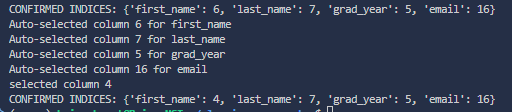 CONFIRMED INDICES: {'first_name': 6, 'last_name': 7, 'grad_year': 5, 'email': 16}
Auto-selected column 6 for first_name
Auto-selected column 7 for last_name
Auto-selected column 5 for grad_year
Auto-selected column 16 for email
selected column 4
CONFIRMED INDICES: {'first_name': 4, 'last_name': 7, 'grad_year': 5, 'email': 16}